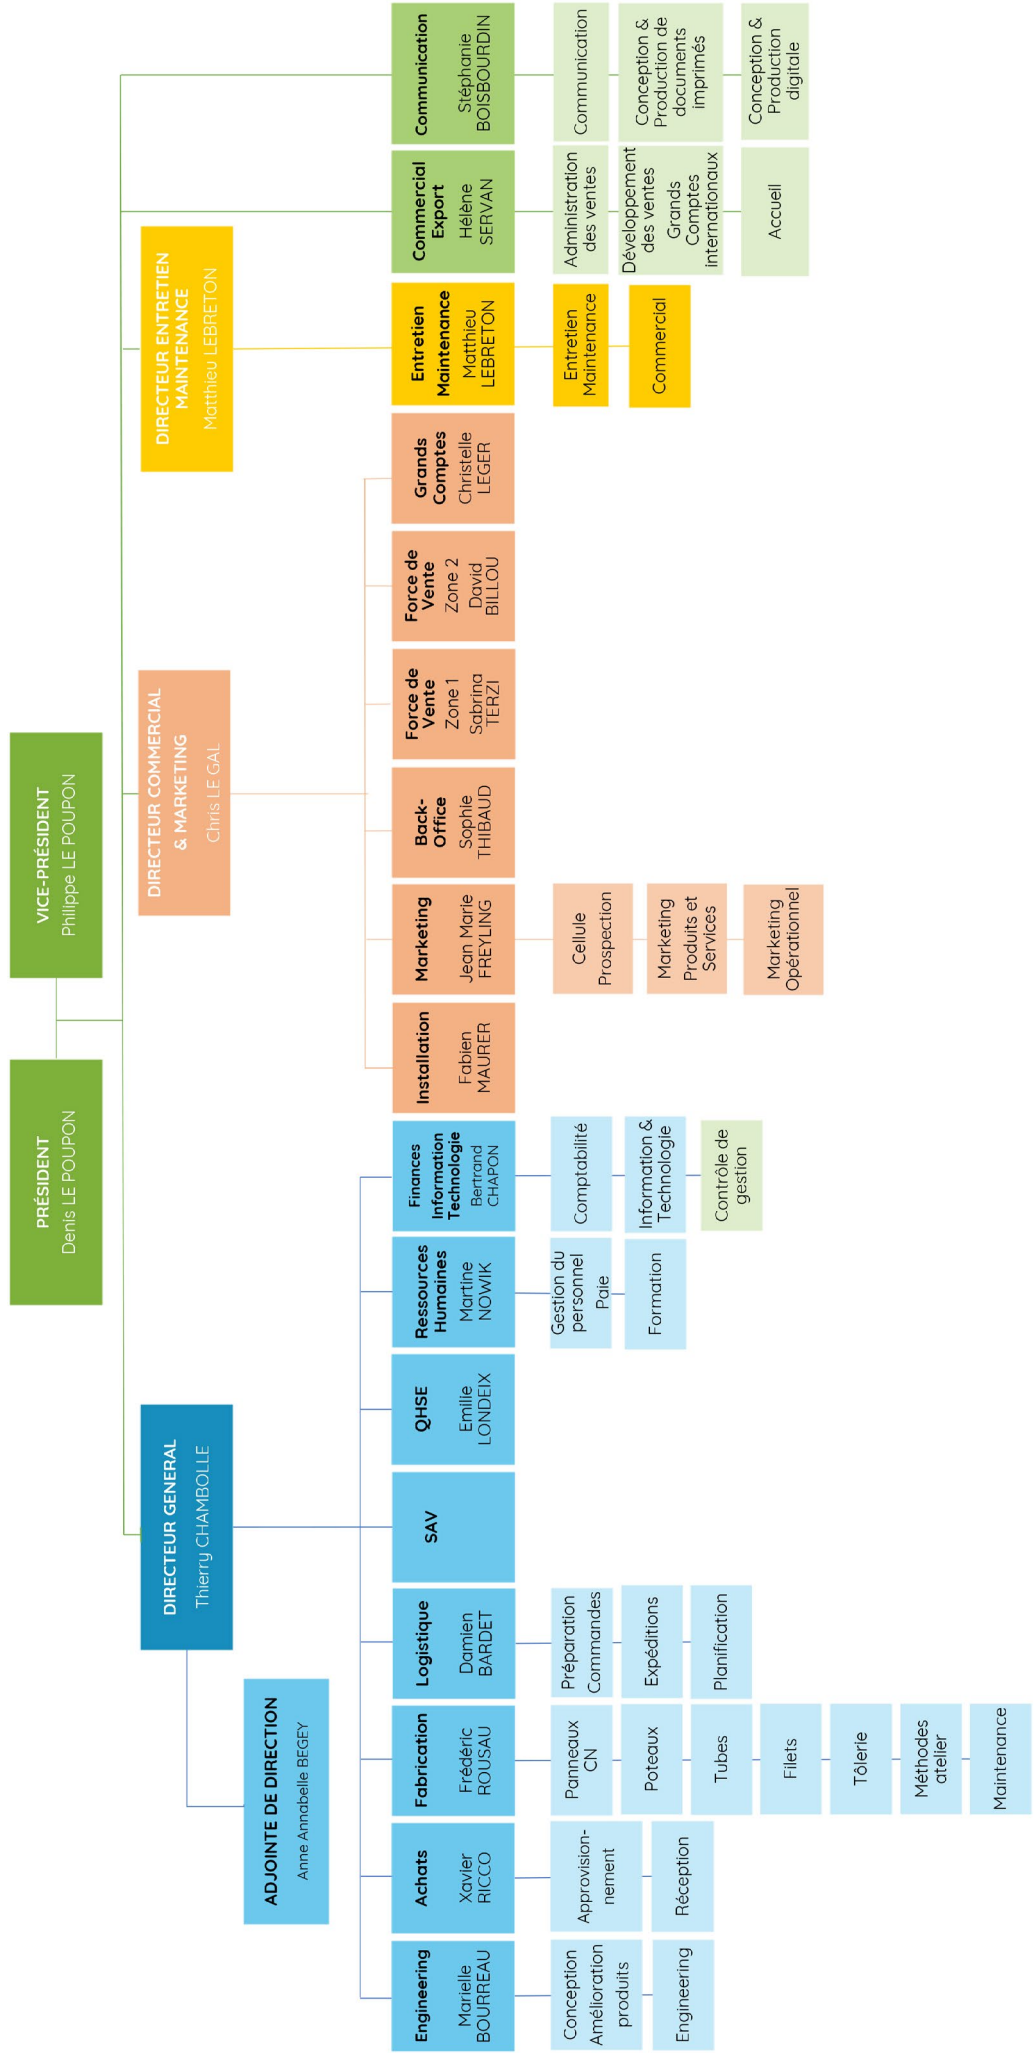 PRÉSIDENT
Denis LE POUPON
VICE-PRÉSIDENT
Philippe LE POUPON
DIRECTEUR GENERAL
Thierry CHAMBOLLE
DIRECTEUR COMMERCIAL
& MARKETING
Chris LE GAL
DIRECTEUR ENTRETIEN
MAINTENANCE
Matthieu LEBRETON
ADJOINTE DE DIRECTION
Anne Annabelle BEGEY
Engineering
Marielle
BOURREAU
Conception
Amélioration
produits
Engineering
Achats
Xavier
RICCO
Approvision-
nement
Réception
Fabrication
Frédéric
ROUSAU
Panneaux
CN
Poteaux
Tubes
Filets
Tôlerie
Méthodes
atelier
Maintenance
Logistique
Damien
BARDET
Préparation
Commandes
Expéditions
Planification
SAV
QHSE
Emilie
LONDEIX
Ressources
Humaines
Martine
NOWIK
Gestion du
personnel
Paie
Formation
Finances
Information
Technologie
Bertrand
CHAPON
Comptabilité
Information &
Technologie
Contrôle de
gestion
Installation
Fabien
MAURER
Marketing
Jean Marie
FREYLING
Cellule
Prospection
Marketing
Produits et
Services
Marketing
Opérationnel
Back-
Office
Sophie
THIBAUD
Force de
Vente
Zone 1
Sabrina
TERZI
Force de
Vente
Zone 2
David
BILLOU
Grands
Comptes
Christelle
LEGER
Entretien
Maintenance
Matthieu
LEBRETON
Entretien
Maintenance
Commercial
Commercial
Export
Hélène
SERVAN
Administration
des ventes
Développement
des ventes
Grands
Comptes
internationaux
Accueil
Communication
Stéphanie
BOISBOURDIN
Communication
Conception &
Production de
documents
imprimés
Conception &
Production
digitale